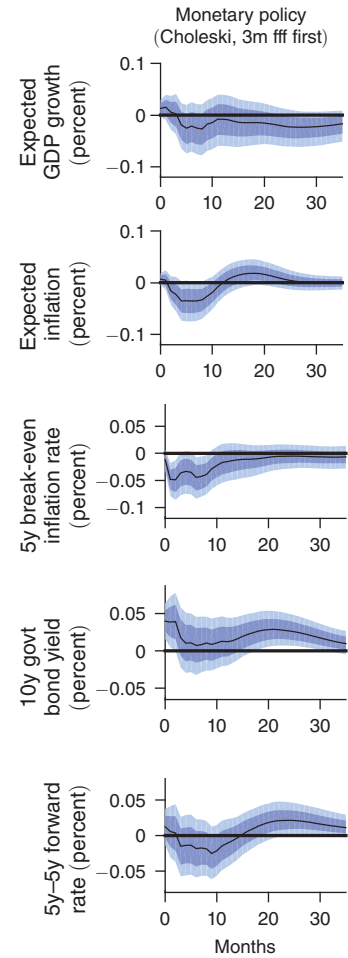 Monetary policy
(Choleski, 3m fff first)
Expected
GDP growth
(percent)
0.1
0
−0.1
0 10 20 30
Expected
inflation
(percent)
0.1
0
−0.1
0 10 20 30
5y break-even
inflation rate
(percent)
0.05
0
−0.05
−0.1
0 10 20 30
10y govt
bond yield
(percent)
0.05
0
−0.05
0 10 20 30
5y–5y forward
rate (percent)
0.05
0
−0.05
0 10 20 30
Months